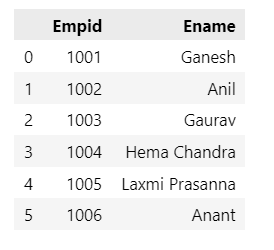 Empid Ename
0 1001 Ganesh
1 1002 Anil
2 1003 Gaurav
3 1004 Hema Chandra
4 1005 Laxmi Prasanna
5 1006 Anant